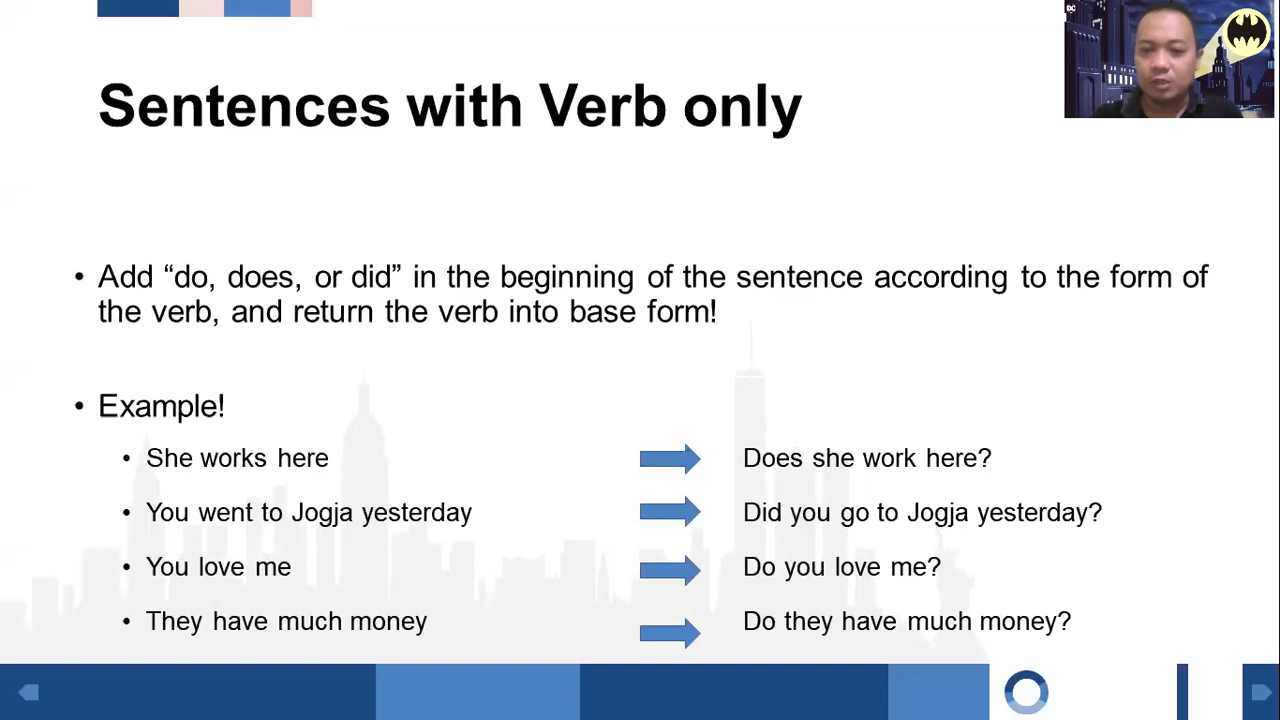 DC
Sentences with Verb only
• Add “do, does, or did” in the beginning of the sentence according to the form of
the verb, and return the verb into base form!
• Example!
• She works here Does she work here?
• You went to Jogja yesterday Did you go to Jogja yesterday?
• You love me Do you love me?
• They have much money Do they have much money?